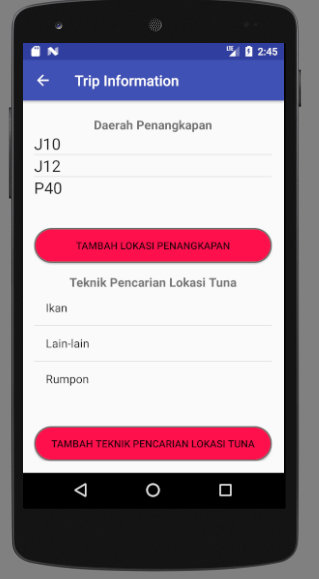 LTE 2:45
Trip Information
Daerah Penangkapan
J10
J12
P40
TAMBAH LOKASI PENANGKAPAN
Teknik Pencarian Lokasi Tuna
Ikan
Lain-lain
Rumpon
TAMBAH TEKNIK PENCARIAN LOKASI TUNA